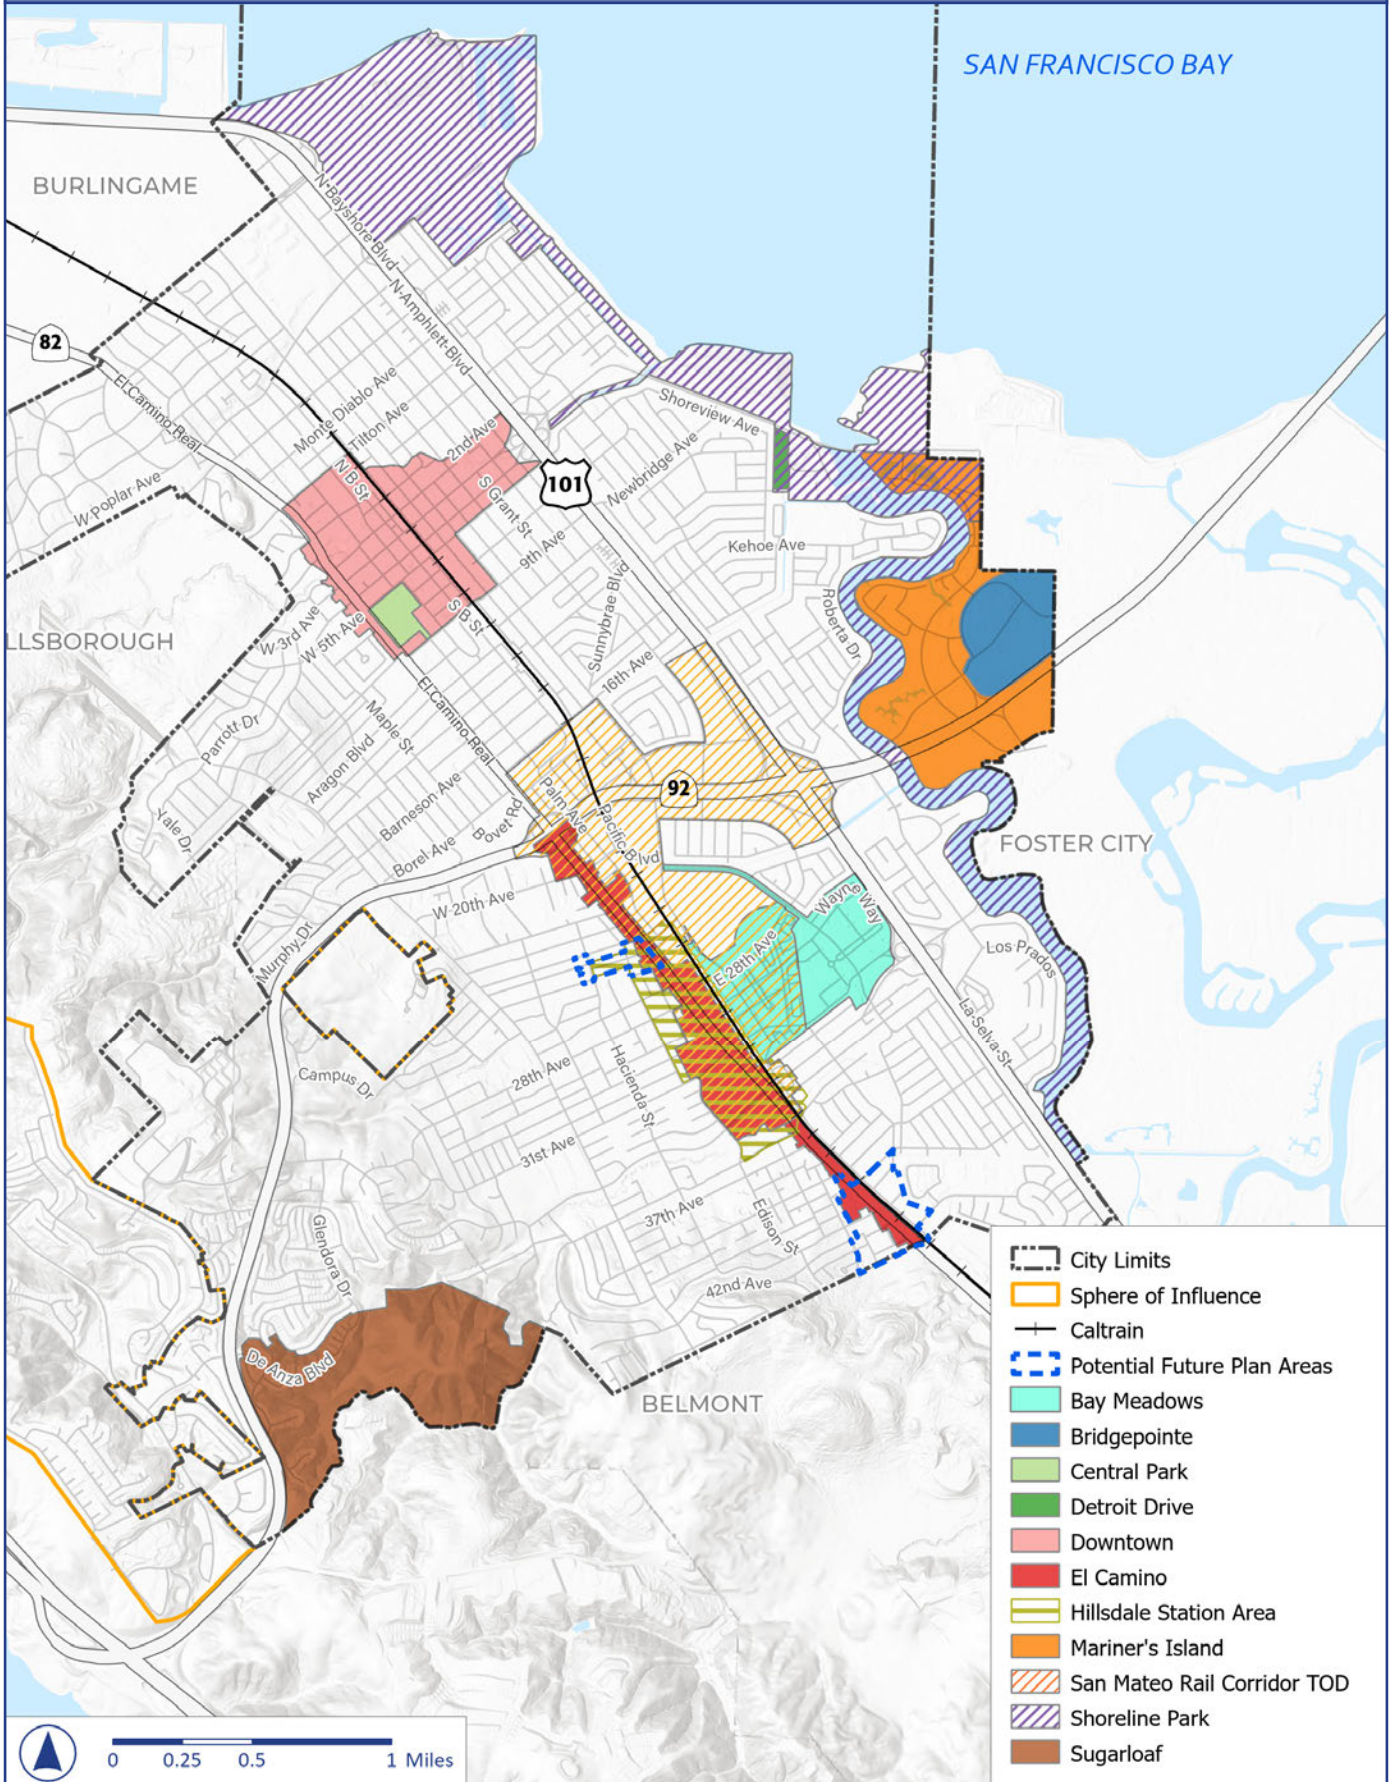 SAN FRANCISCO BAY
BURLINGAME
N Bayshore Blvd
N Amphlett Blvd
82
El Camino Real
Monte Diablo Ave
Tilton Ave
2nd Ave
Shoreview Ave
N B St
101
Newbridge Ave
W Poplar Ave
S Grant St
9th Ave
Kehoe Ave
Sunnybrae Blvd
Roberta Dr
W 3rd Ave
W 5th Ave
S B St
LLSBOROUGH
16th Ave
El Camino Real
Maple St
Parrott Dr
Aragon Blvd
Barneson Ave
Palm Ave
92
Pacific Blvd
Bovet Rd
Yale Dr
Borel Ave
FOSTER CITY
W 20th Ave
Wayne Way
Murphy Dr
E 28th Ave
Los Prados
La Selva St
Campus Dr
28th Ave
Hacienda St
31st Ave
37th Ave
Edison St
Glendora Dr
42nd Ave
De Anza Blvd
BELMONT
City Limits
Sphere of Influence
Caltrain
Potential Future Plan Areas
Bay Meadows
Bridgepointe
Central Park
Detroit Drive
Downtown
El Camino
Hillsdale Station Area
Mariner's Island
San Mateo Rail Corridor TOD
Shoreline Park
Sugarloaf
0 0.25 0.5 1 Miles